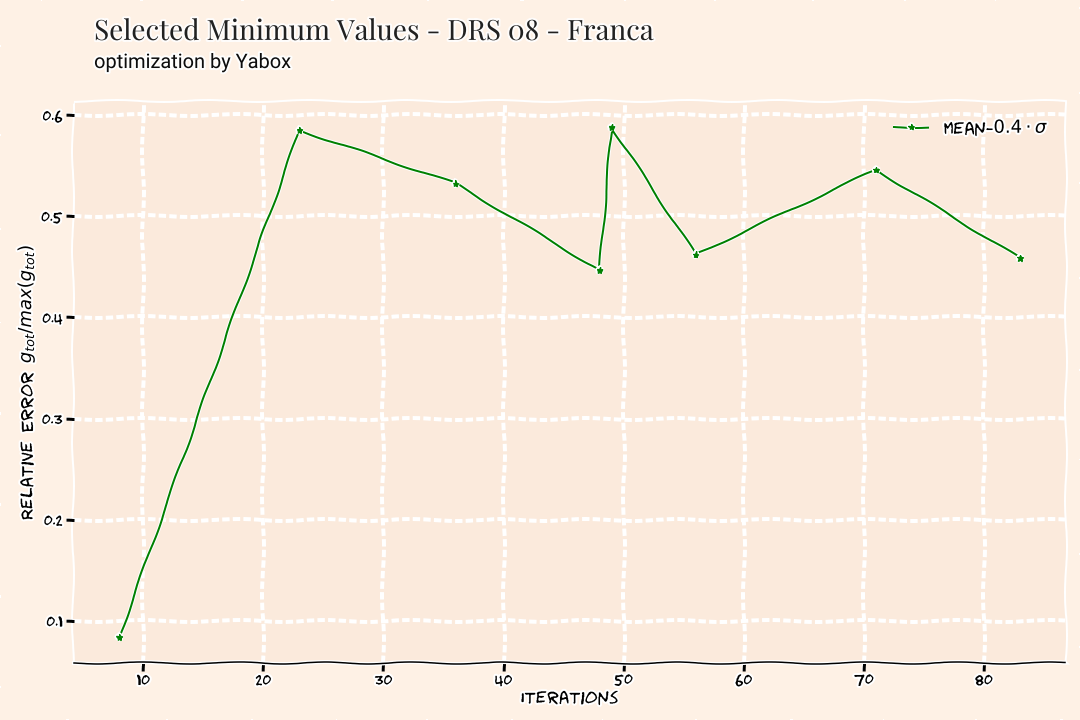 Selected Minimum Values - DRS 08 - Franca
optimization by Yabox
MEAN-0.4 · σ
RELATIVE ERROR g_tot/max(g_tot)
0.6
0.5
0.4
0.3
0.2
0.1
10 20 30 40 50 60 70 80
ITERATIONS